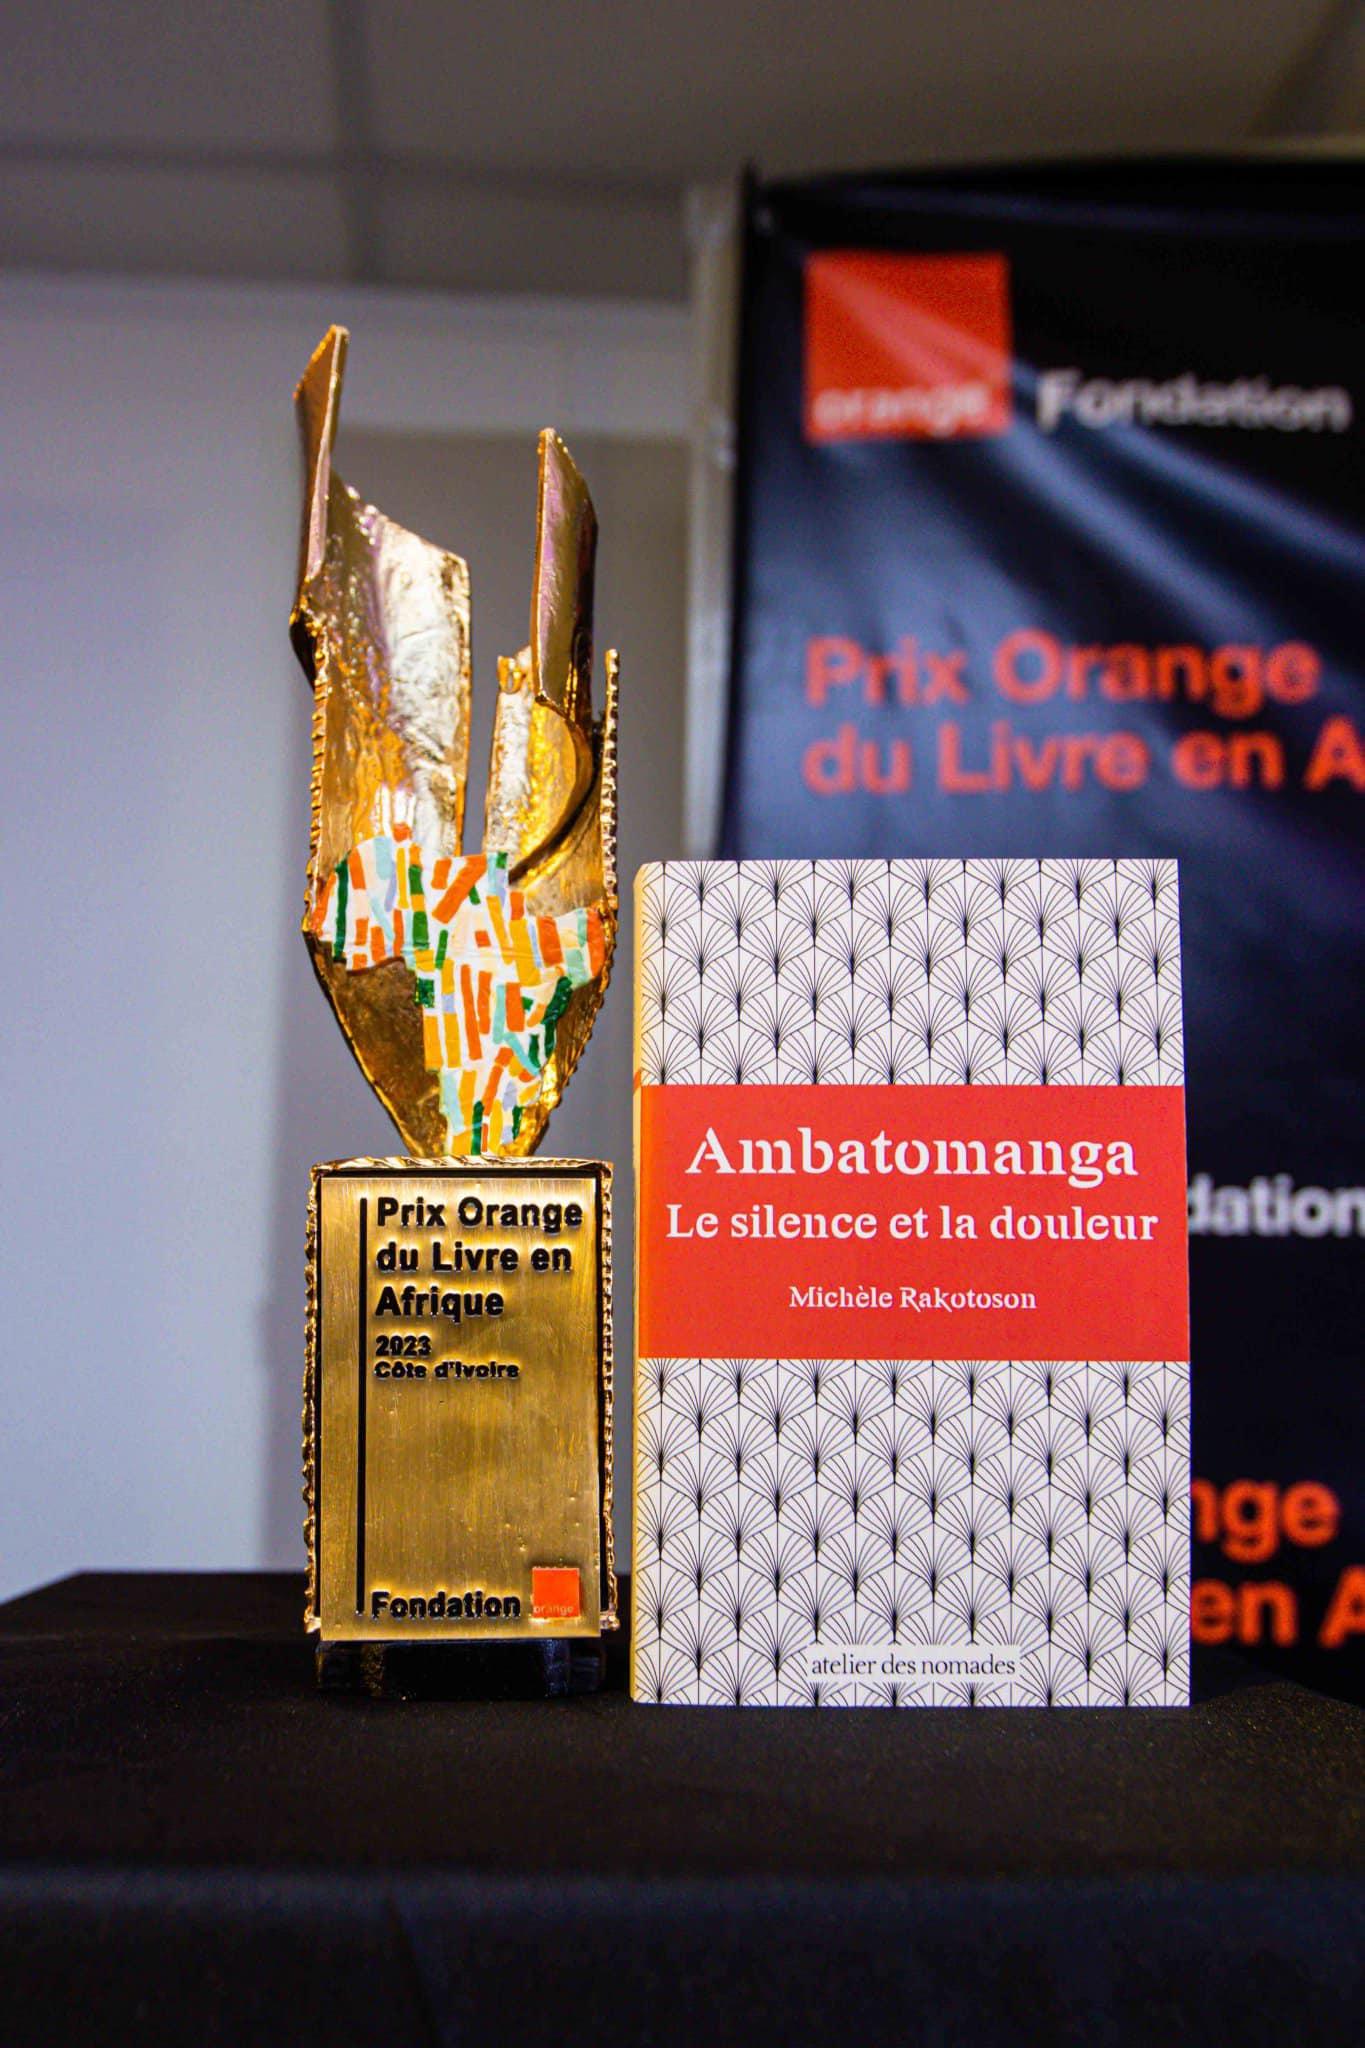 orange
Fondation
Prix Orange
du Livre en A
Ambatomanga
Le silence et la douleur
Michèle Rakotoson
atelier des nomades
Prix Orange
du Livre en
Afrique
2023
Côte d'Ivoire
Fondation
orange
dation
nge
en A